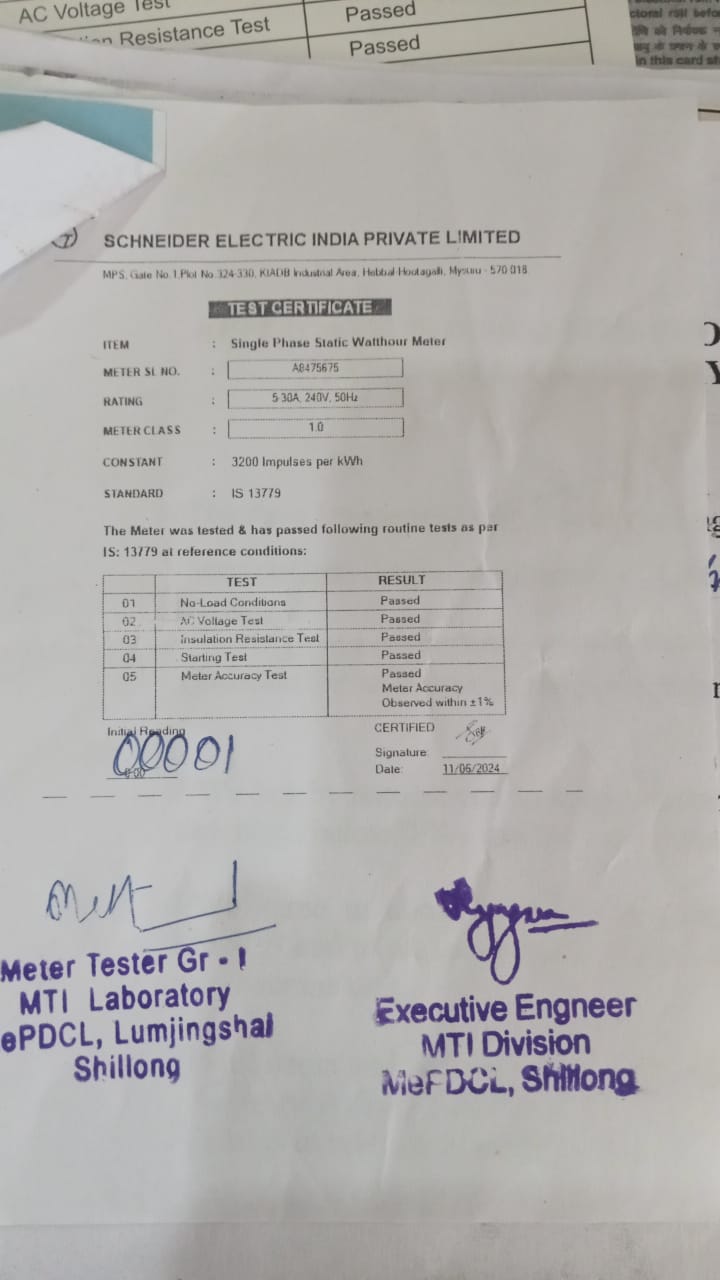 AC Voltage Test Passed
Resistance Test Passed
in this card
7
SCHNEIDER ELECTRIC INDIA PRIVATE LIMITED
MPS, Gate No. 1,Plot No.324-330, KIADB Industrial Area, Hebbal-Hootagalli, Mysuru - 570 018
TEST CERTIFICATE
ITEM : Single Phase Static Watthour Meter
METER SL NO. : A8475675
RATING : 5 30A, 240V, 50Hz
METER CLASS : 1.0
CONSTANT : 3200 Impulses per kWh
STANDARD : IS 13779
The Meter was tested & has passed following routine tests as per
IS: 13779 at reference conditions:
TEST RESULT
01 No-Load Conditions Passed
02 AC Voltage Test Passed
03 Insulation Resistance Test Passed
04 Starting Test Passed
05 Meter Accuracy Test Passed
Meter Accuracy
Observed within ±1%
Initial Reading
00001
CERTIFIED
Signature:
Date: 11/06/2024
Meter Tester Gr - I
MTI Laboratory
ePDCL, Lumjingshai
Shillong
Executive Engneer
MTI Division
MePDCL, Shillong